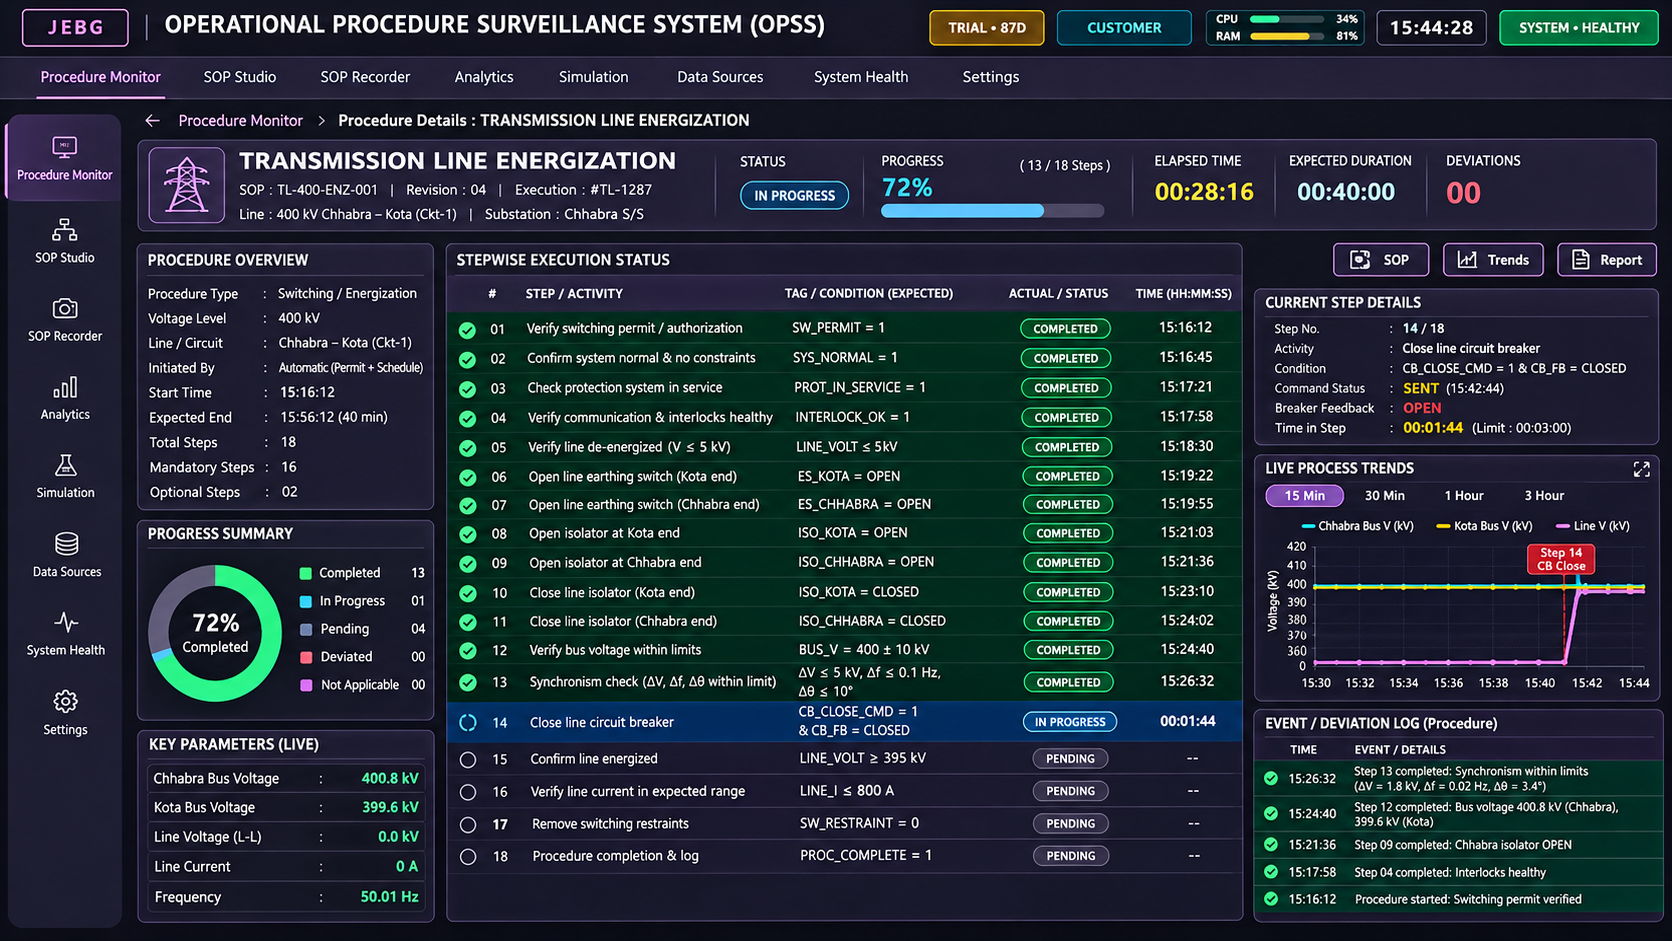 JEBG
OPERATIONAL PROCEDURE SURVEILLANCE SYSTEM (OPSS)
TRIAL • 87D
CUSTOMER
CPU 34%
RAM 81%
15:44:28
SYSTEM • HEALTHY
Procedure Monitor
SOP Studio
SOP Recorder
Analytics
Simulation
Data Sources
System Health
Settings
Procedure Monitor
SOP Studio
SOP Recorder
Analytics
Simulation
Data Sources
System Health
Settings
← Procedure Monitor > Procedure Details : TRANSMISSION LINE ENERGIZATION
TRANSMISSION LINE ENERGIZATION
SOP : TL-400-ENZ-001 | Revision : 04 | Execution : #TL-1287
Line : 400 kV Chhabra – Kota (Ckt-1) | Substation : Chhabra S/S
STATUS
IN PROGRESS
PROGRESS
( 13 / 18 Steps )
72%
ELAPSED TIME
00:28:16
EXPECTED DURATION
00:40:00
DEVIATIONS
00
PROCEDURE OVERVIEW
Procedure Type : Switching / Energization
Voltage Level : 400 kV
Line / Circuit : Chhabra – Kota (Ckt-1)
Initiated By : Automatic (Permit + Schedule)
Start Time : 15:16:12
Expected End : 15:56:12 (40 min)
Total Steps : 18
Mandatory Steps : 16
Optional Steps : 02
PROGRESS SUMMARY
72%
Completed
Completed 13
In Progress 01
Pending 04
Deviated 00
Not Applicable 00
KEY PARAMETERS (LIVE)
Chhabra Bus Voltage : 400.8 kV
Kota Bus Voltage : 399.6 kV
Line Voltage (L-L) : 0.0 kV
Line Current : 0 A
Frequency : 50.01 Hz
STEPWISE EXECUTION STATUS
# STEP / ACTIVITY TAG / CONDITION (EXPECTED) ACTUAL / STATUS TIME (HH:MM:SS)
01 Verify switching permit / authorization SW_PERMIT = 1 COMPLETED 15:16:12
02 Confirm system normal & no constraints SYS_NORMAL = 1 COMPLETED 15:16:45
03 Check protection system in service PROT_IN_SERVICE = 1 COMPLETED 15:17:21
04 Verify communication & interlocks healthy INTERLOCK_OK = 1 COMPLETED 15:17:58
05 Verify line de-energized (V ≤ 5 kV) LINE_VOLT ≤ 5kV COMPLETED 15:18:30
06 Open line earthing switch (Kota end) ES_KOTA = OPEN COMPLETED 15:19:22
07 Open line earthing switch (Chhabra end) ES_CHHABRA = OPEN COMPLETED 15:19:55
08 Open isolator at Kota end ISO_KOTA = OPEN COMPLETED 15:21:03
09 Open isolator at Chhabra end ISO_CHHABRA = OPEN COMPLETED 15:21:36
10 Close line isolator (Kota end) ISO_KOTA = CLOSED COMPLETED 15:23:10
11 Close line isolator (Chhabra end) ISO_CHHABRA = CLOSED COMPLETED 15:24:02
12 Verify bus voltage within limits BUS_V = 400 ± 10 kV COMPLETED 15:24:40
13 Synchronism check (ΔV, Δf, Δθ within limit) ΔV ≤ 5 kV, Δf ≤ 0.1 Hz, Δθ ≤ 10° COMPLETED 15:26:32
14 Close line circuit breaker CB_CLOSE_CMD = 1 & CB_FB = CLOSED IN PROGRESS 00:01:44
15 Confirm line energized LINE_VOLT ≥ 395 kV PENDING --
16 Verify line current in expected range LINE_I ≤ 800 A PENDING --
17 Remove switching restraints SW_RESTRAINT = 0 PENDING --
18 Procedure completion & log PROC_COMPLETE = 1 PENDING --
SOP
Trends
Report
CURRENT STEP DETAILS
Step No. : 14 / 18
Activity : Close line circuit breaker
Condition : CB_CLOSE_CMD = 1 & CB_FB = CLOSED
Command Status : SENT (15:42:44)
Breaker Feedback : OPEN
Time in Step : 00:01:44 (Limit : 00:03:00)
LIVE PROCESS TRENDS
15 Min 30 Min 1 Hour 3 Hour
Chhabra Bus V (kV) Kota Bus V (kV) Line V (kV)
Step 14
CB Close
Voltage (kV)
420
410
400
390
380
370
360
0
15:30 15:32 15:34 15:36 15:38 15:40 15:42 15:44
EVENT / DEVIATION LOG (Procedure)
TIME EVENT / DETAILS
15:26:32 Step 13 completed: Synchronism within limits
(ΔV = 1.8 kV, Δf = 0.02 Hz, Δθ = 3.4°)
15:24:40 Step 12 completed: Bus voltage 400.8 kV (Chhabra),
399.6 kV (Kota)
15:21:36 Step 09 completed: Chhabra isolator OPEN
15:17:58 Step 04 completed: Interlocks healthy
15:16:12 Procedure started: Switching permit verified